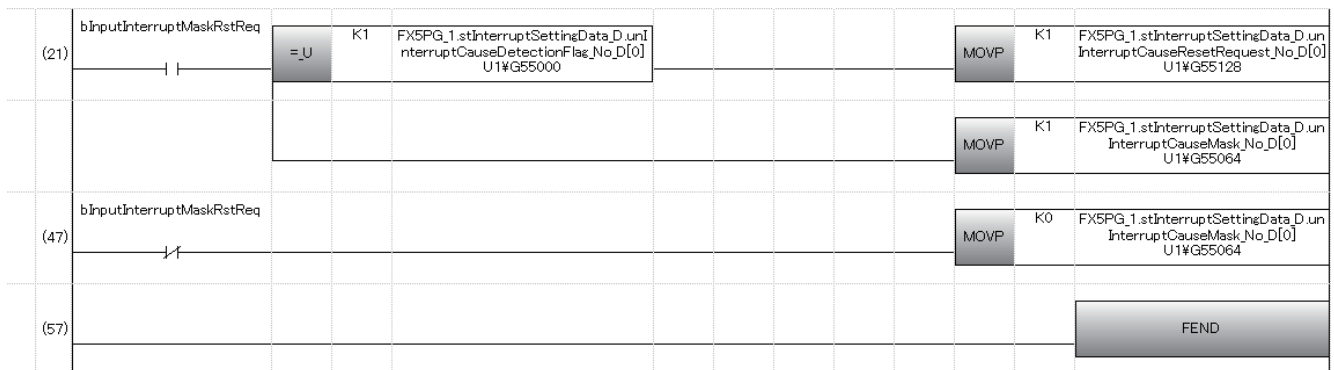 bInputInterruptMaskRstReq
(21)
=_U
K1
FX5PG_1.stInterruptSettingData_D.unI
nterruptCauseDetectionFlag_No_D[0]
U1¥G55000
MOVP
K1
FX5PG_1.stInterruptSettingData_D.un
InterruptCauseResetRequest_No_D[0]
U1¥G55128
MOVP
K1
FX5PG_1.stInterruptSettingData_D.un
InterruptCauseMask_No_D[0]
U1¥G55064
bInputInterruptMaskRstReq
(47)
MOVP
K0
FX5PG_1.stInterruptSettingData_D.un
InterruptCauseMask_No_D[0]
U1¥G55064
(57)
FEND